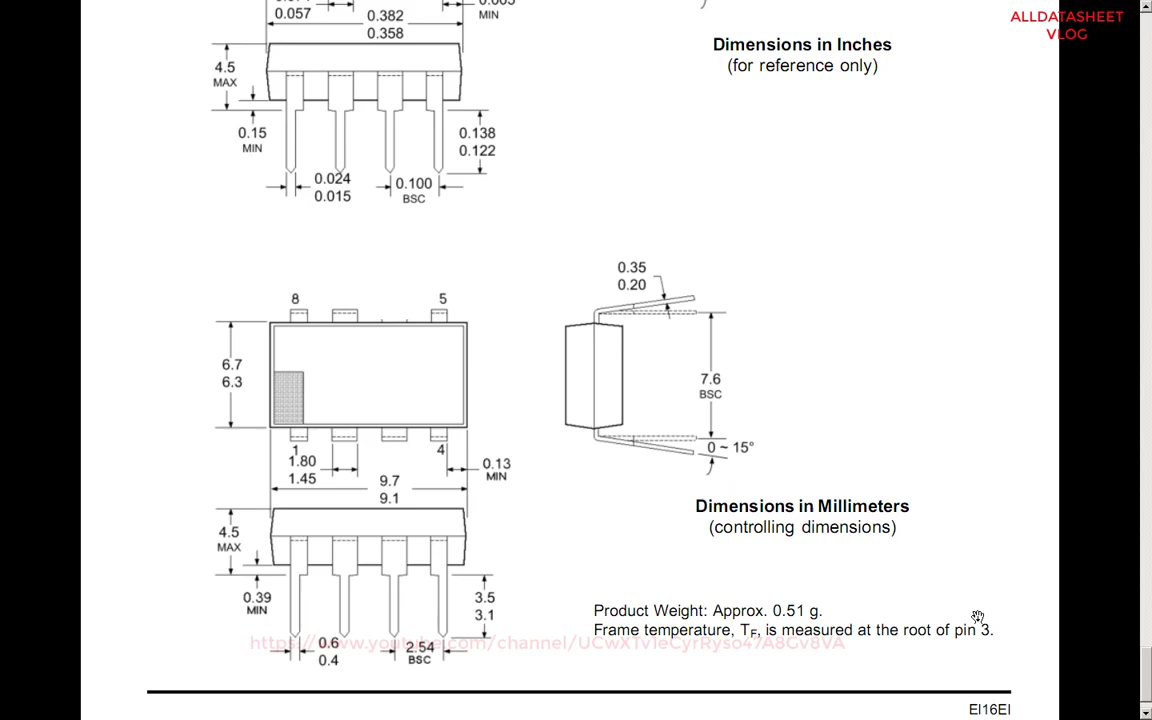 ALLDATASHEET
VLOG
0.057
0.382
0.358
MIN
Dimensions in Inches
(for reference only)
4.5
MAX
0.15
MIN
0.138
0.122
0.024
0.015
0.100
BSC
0.35
0.20
8
5
6.7
6.3
7.6
BSC
1
4
0 ~ 15°
1.80
1.45
0.13
MIN
9.7
9.1
Dimensions in Millimeters
(controlling dimensions)
4.5
MAX
0.39
MIN
3.5
3.1
Product Weight: Approx. 0.51 g.
Frame temperature, TF, is measured at the root of pin 3.
0.6
0.4
2.54
BSC
EI16EI